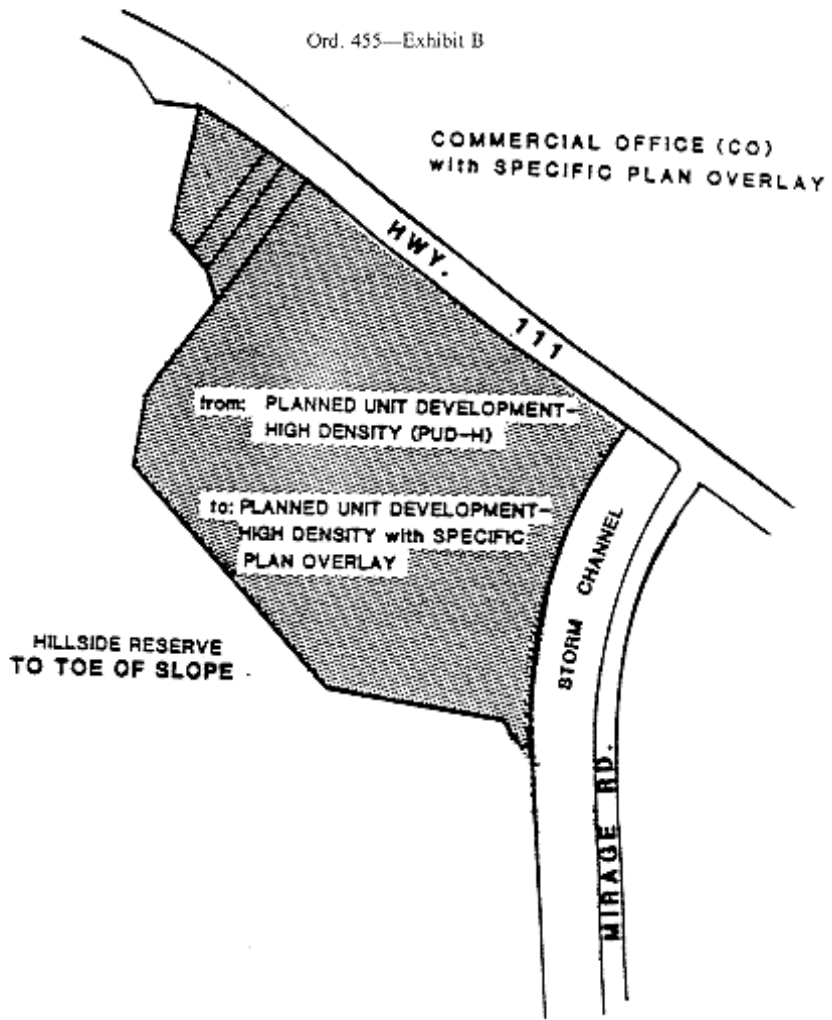 Ord. 455—Exhibit B
COMMERCIAL OFFICE (CO)
with SPECIFIC PLAN OVERLAY
HWY. 111
from: PLANNED UNIT DEVELOPMENT-
HIGH DENSITY (PUD-H)
to: PLANNED UNIT DEVELOPMENT-
HIGH DENSITY with SPECIFIC
PLAN OVERLAY
STORM CHANNEL
HILLSIDE RESERVE
TO TOE OF SLOPE
MIRAGE RD.